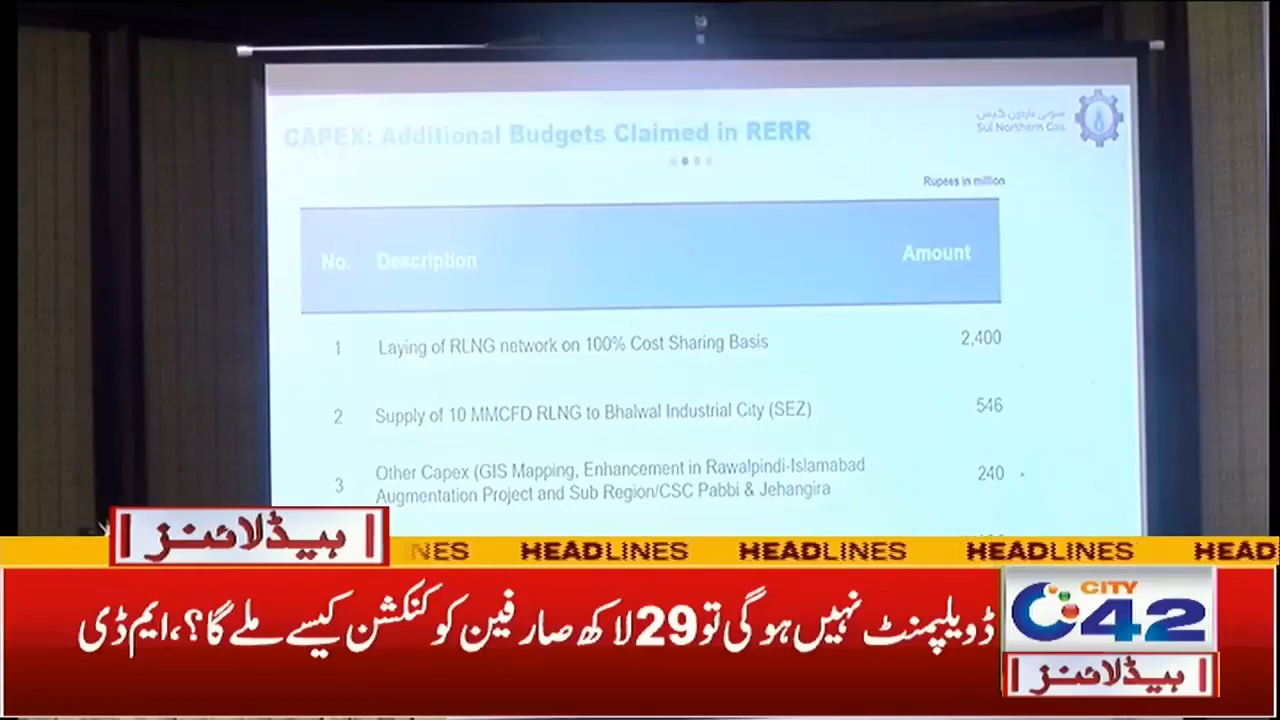 CAPEX: Additional Budgets Claimed in RERR
سوئی ناردرن گیس
Sui Northern Gas
Rupees in million
No. Description Amount
1 Laying of RLNG network on 100% Cost Sharing Basis 2,400
2 Supply of 10 MMCFD RLNG to Bhalwal Industrial City (SEZ) 546
3 Other Capex (GIS Mapping, Enhancement in Rawalpindi-Islamabad 240
Augmentation Project and Sub Region/CSC Pabbi & Jehangira
ہیڈلائنز
NES HEADLINES HEADLINES HEADLINES HEAD
ڈویلپمنٹ نہیں ہوگی تو 29 لاکھ صارفین کو کنکشن کیسے ملے گا؟، ایم ڈی
CITY
42
ہیڈلائنز